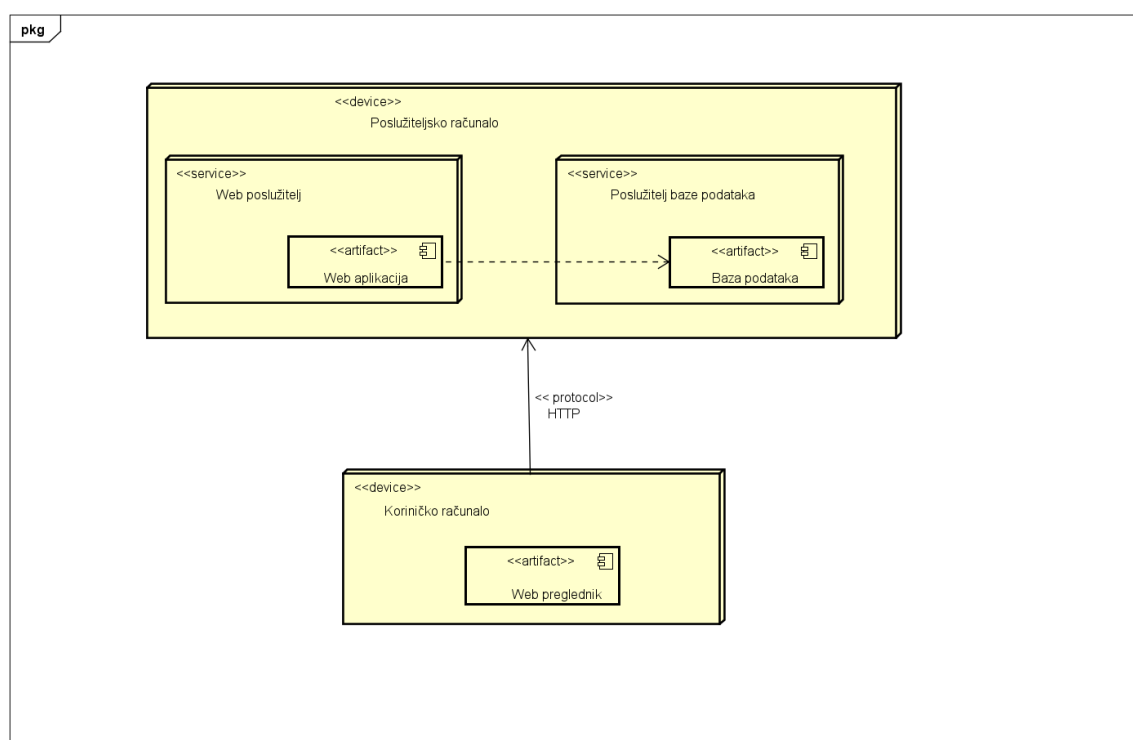 pkg
<<device>>
Poslužiteljsko računalo
<<service>>
Web poslužitelj
<<artifact>>
Web aplikacija
<<service>>
Poslužitelj baze podataka
<<artifact>>
Baza podataka
<< protocol>>
HTTP
<<device>>
Koriničko računalo
<<artifact>>
Web preglednik